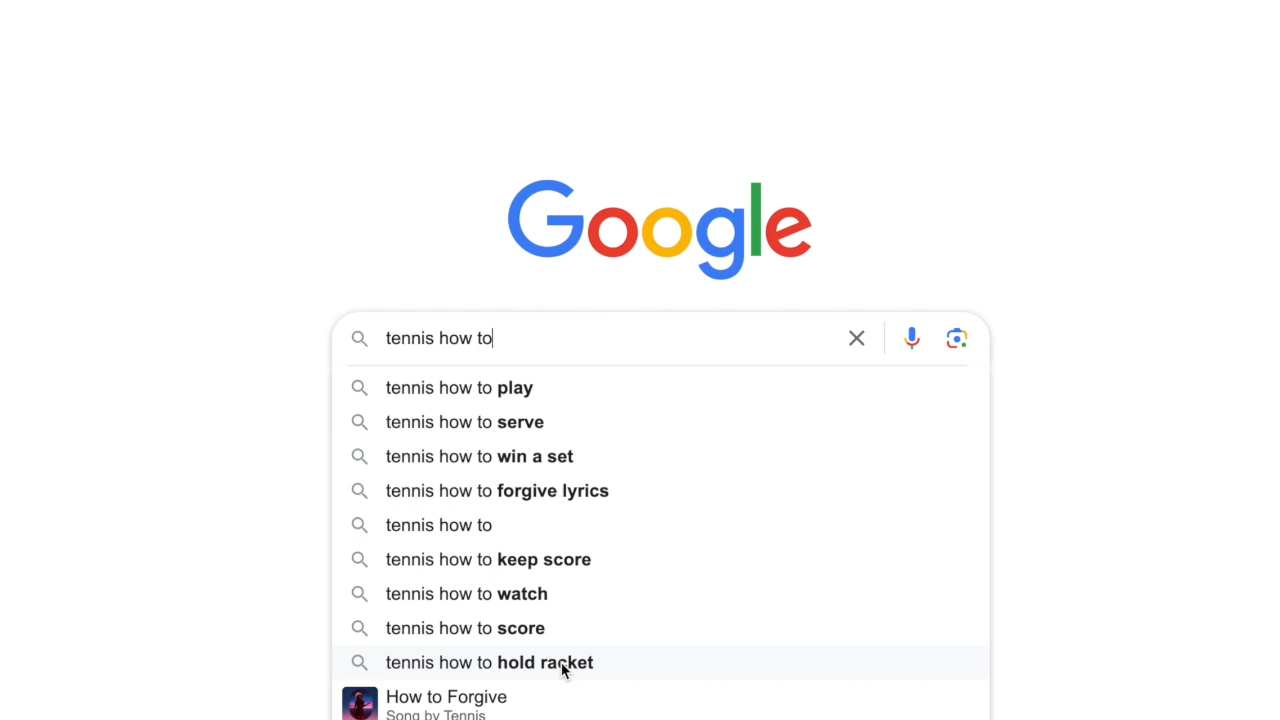 Google
tennis how to
tennis how to play
tennis how to serve
tennis how to win a set
tennis how to forgive lyrics
tennis how to
tennis how to keep score
tennis how to watch
tennis how to score
tennis how to hold racket
How to Forgive
Song by Tennis